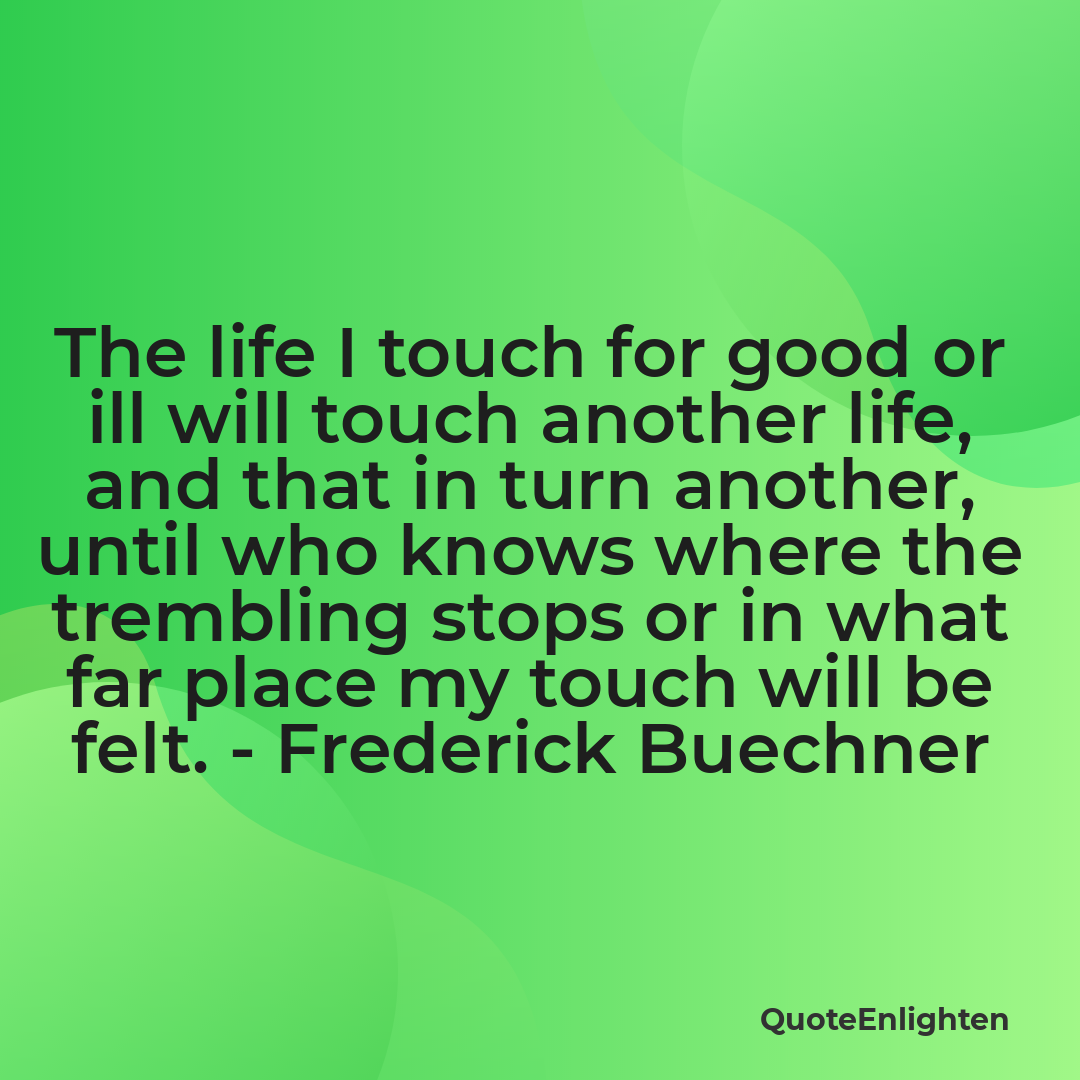 The life I touch for good or
ill will touch another life,
and that in turn another,
until who knows where the
trembling stops or in what
far place my touch will be
felt. - Frederick Buechner
QuoteEnlighten